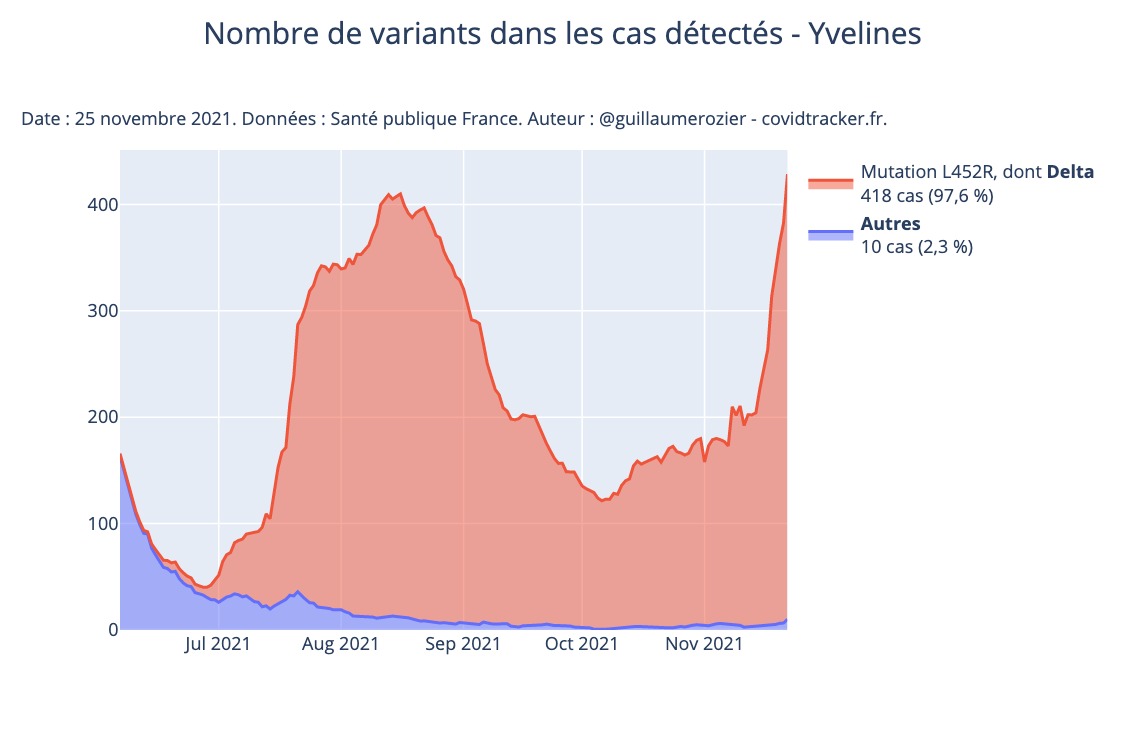 Nombre de variants dans les cas détectés - Yvelines
Date : 25 novembre 2021. Données : Santé publique France. Auteur : @guillaumerozier - covidtracker.fr.
Mutation L452R, dont Delta
418 cas (97,6 %)
Autres
10 cas (2,3 %)
400
300
200
100
0
Jul 2021
Aug 2021
Sep 2021
Oct 2021
Nov 2021